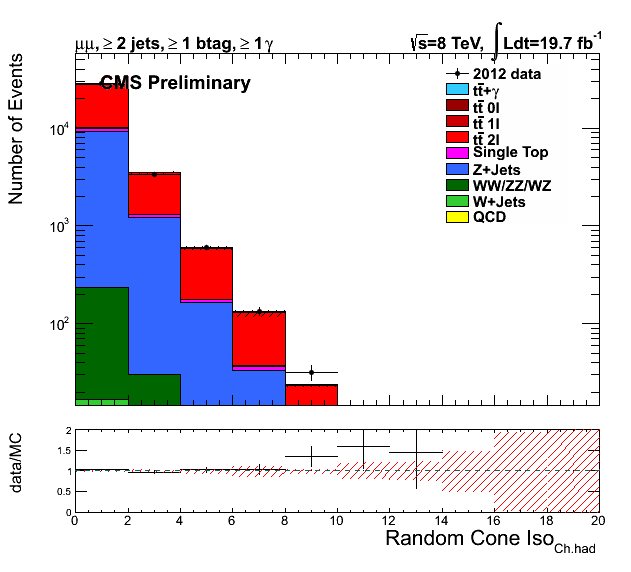 μμ, ≥ 2 jets, ≥ 1 btag, ≥ 1 γ
√s=8 TeV, ∫ Ldt=19.7 fb⁻¹
CMS Preliminary
2012 data
tt̄+γ
tt̄ 0l
tt̄ 1l
tt̄ 2l
Single Top
Z+Jets
WW/ZZ/WZ
W+Jets
QCD
Number of Events
10⁴
10³
10²
data/MC
2
1.5
1
0.5
0
0 2 4 6 8 10 12 14 16 18 20
Random Cone Iso_Ch.had